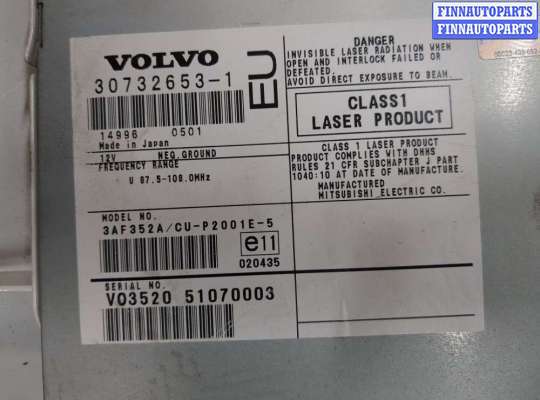 FINNAUTOPARTS
FINNAUTOPARTS
VOLVO
30732653-1
EU
14996 0501
Made in Japan
12V NEG.GROUND
FREQUENCY RANGE
U 87.5-108.0MHz
MODEL NO.
3AF352A/CU-P2001E-5
e11
020435
SERIAL NO.
VO3520 51070003
DANGER
INVISIBLE LASER RADIATION WHEN
OPEN AND INTERLOCK FAILED OR
DEFEATED.
AVOID DIRECT EXPOSURE TO BEAM.
CLASS1
LASER PRODUCT
CLASS 1 LASER PRODUCT
PRODUCT COMPLIES WITH DHHS
RULES 21 CFR SUBCHAPTER J PART
1040:10 AT DATE OF MANUFACTURE.
MANUFACTURED
MITSUBISHI ELECTRIC CO.